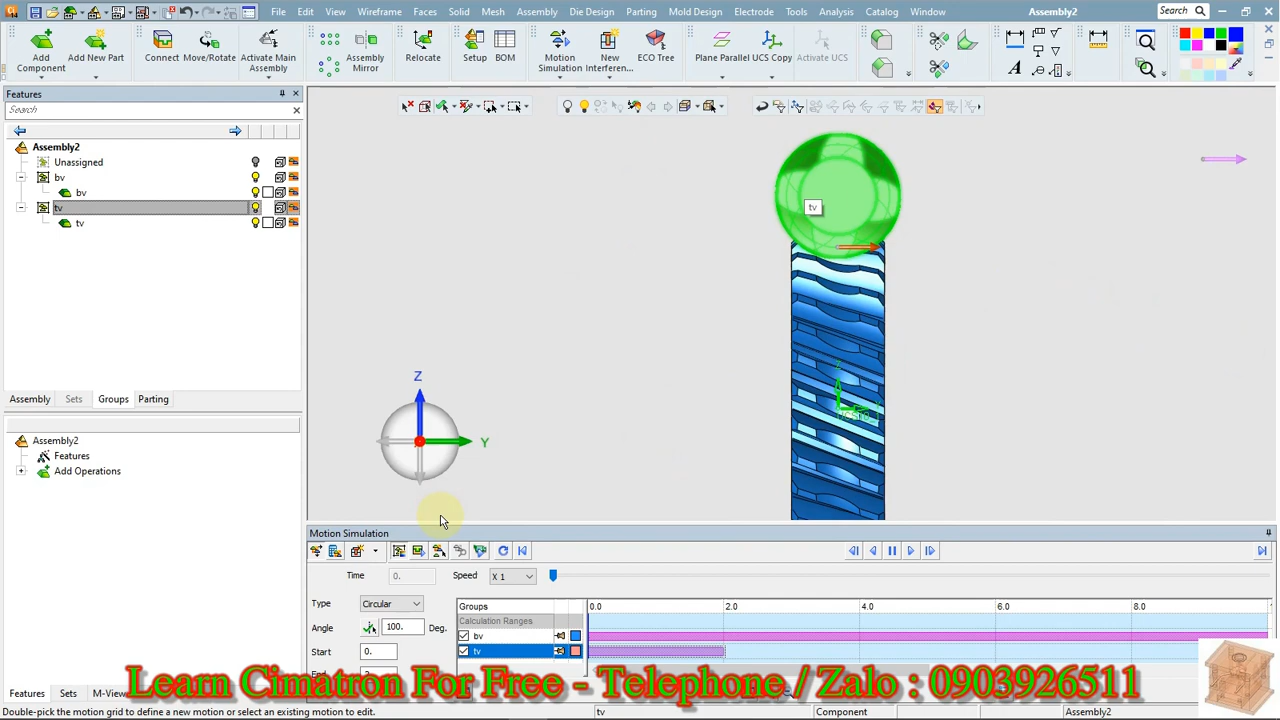 File Edit View Wireframe Faces Solid Mesh Assembly Die Design Parting Mold Design Electrode Tools Analysis Catalog Window Assembly2 Search
Add Component Add New Part Connect Move/Rotate Activate Main Assembly Assembly Mirror Relocate Setup BOM Motion Simulation New Interferen... ECO Tree Plane Parallel UCS Copy Activate UCS
Features
Search
Assembly2
Unassigned
bv
bv
tv
tv
tv
Z
Y
Z
Assembly Sets Groups Parting
Assembly2
Features
Add Operations
Motion Simulation
Time 0. Speed X 1
Type Circular Groups 0.0 2.0 4.0 6.0 8.0
Calculation Ranges
Angle 100. Deg. bv
Start 0. tv
Learn Cimatron For Free - Telephone / Zalo : 0903926511
Features Sets M-View
Double-pick the motion grid to define a new motion or select an existing motion to edit. tv Component Assembly2